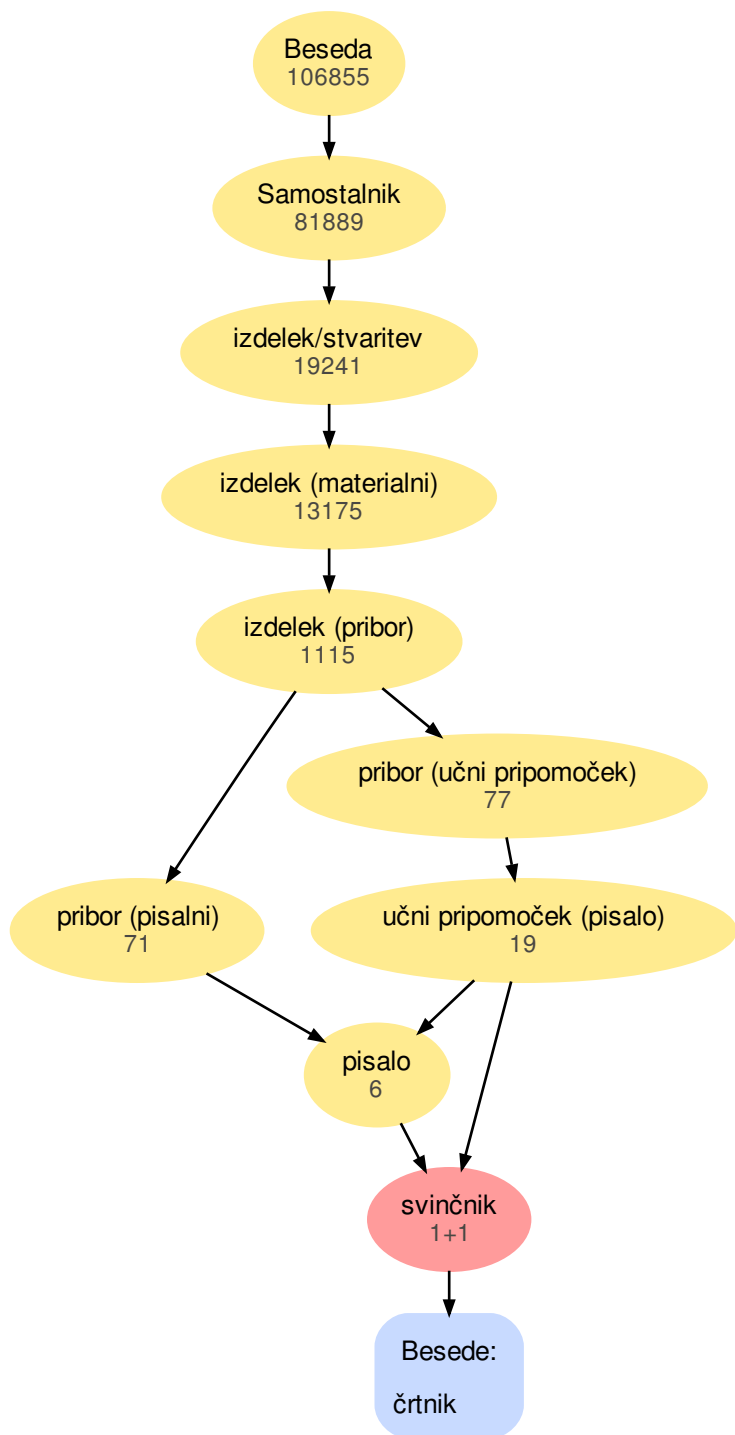 Beseda
106855
Samostalnik
81889
izdelek/stvaritev
19241
izdelek (materialni)
13175
izdelek (pribor)
1115
pribor (učni pripomoček)
77
pribor (pisalni)
71
učni pripomoček (pisalo)
19
pisalo
6
svinčnik
1+1
Besede:
črtnik